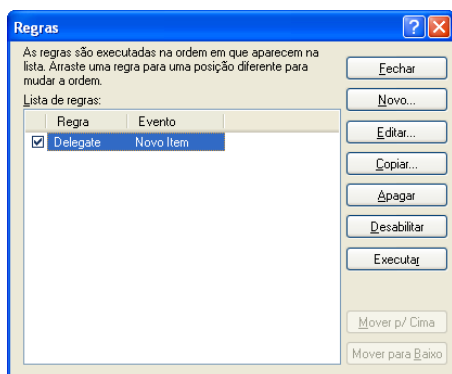 Regras
As regras são executadas na ordem em que aparecem na
lista. Arraste uma regra para uma posição diferente para
mudar a ordem.
Lista de regras:
Regra Evento
Delegate Novo Item
Fechar
Novo...
Editar...
Copiar...
Apagar
Desabilitar
Executar
Mover p/ Cima
Mover para Baixo